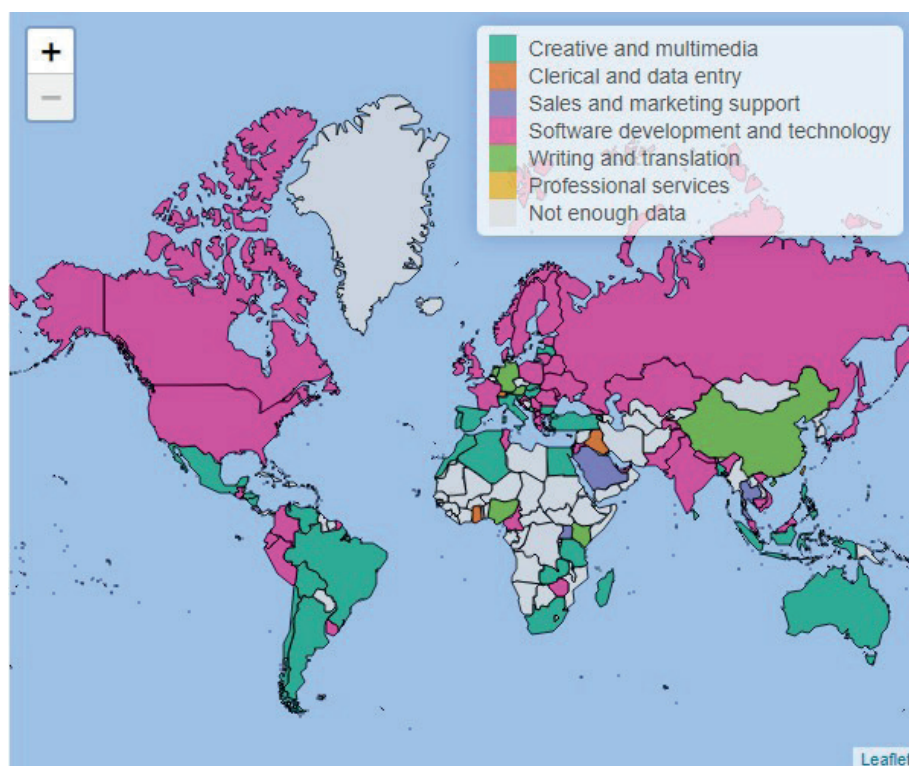 +
−
Creative and multimedia
Clerical and data entry
Sales and marketing support
Software development and technology
Writing and translation
Professional services
Not enough data
Leaflet